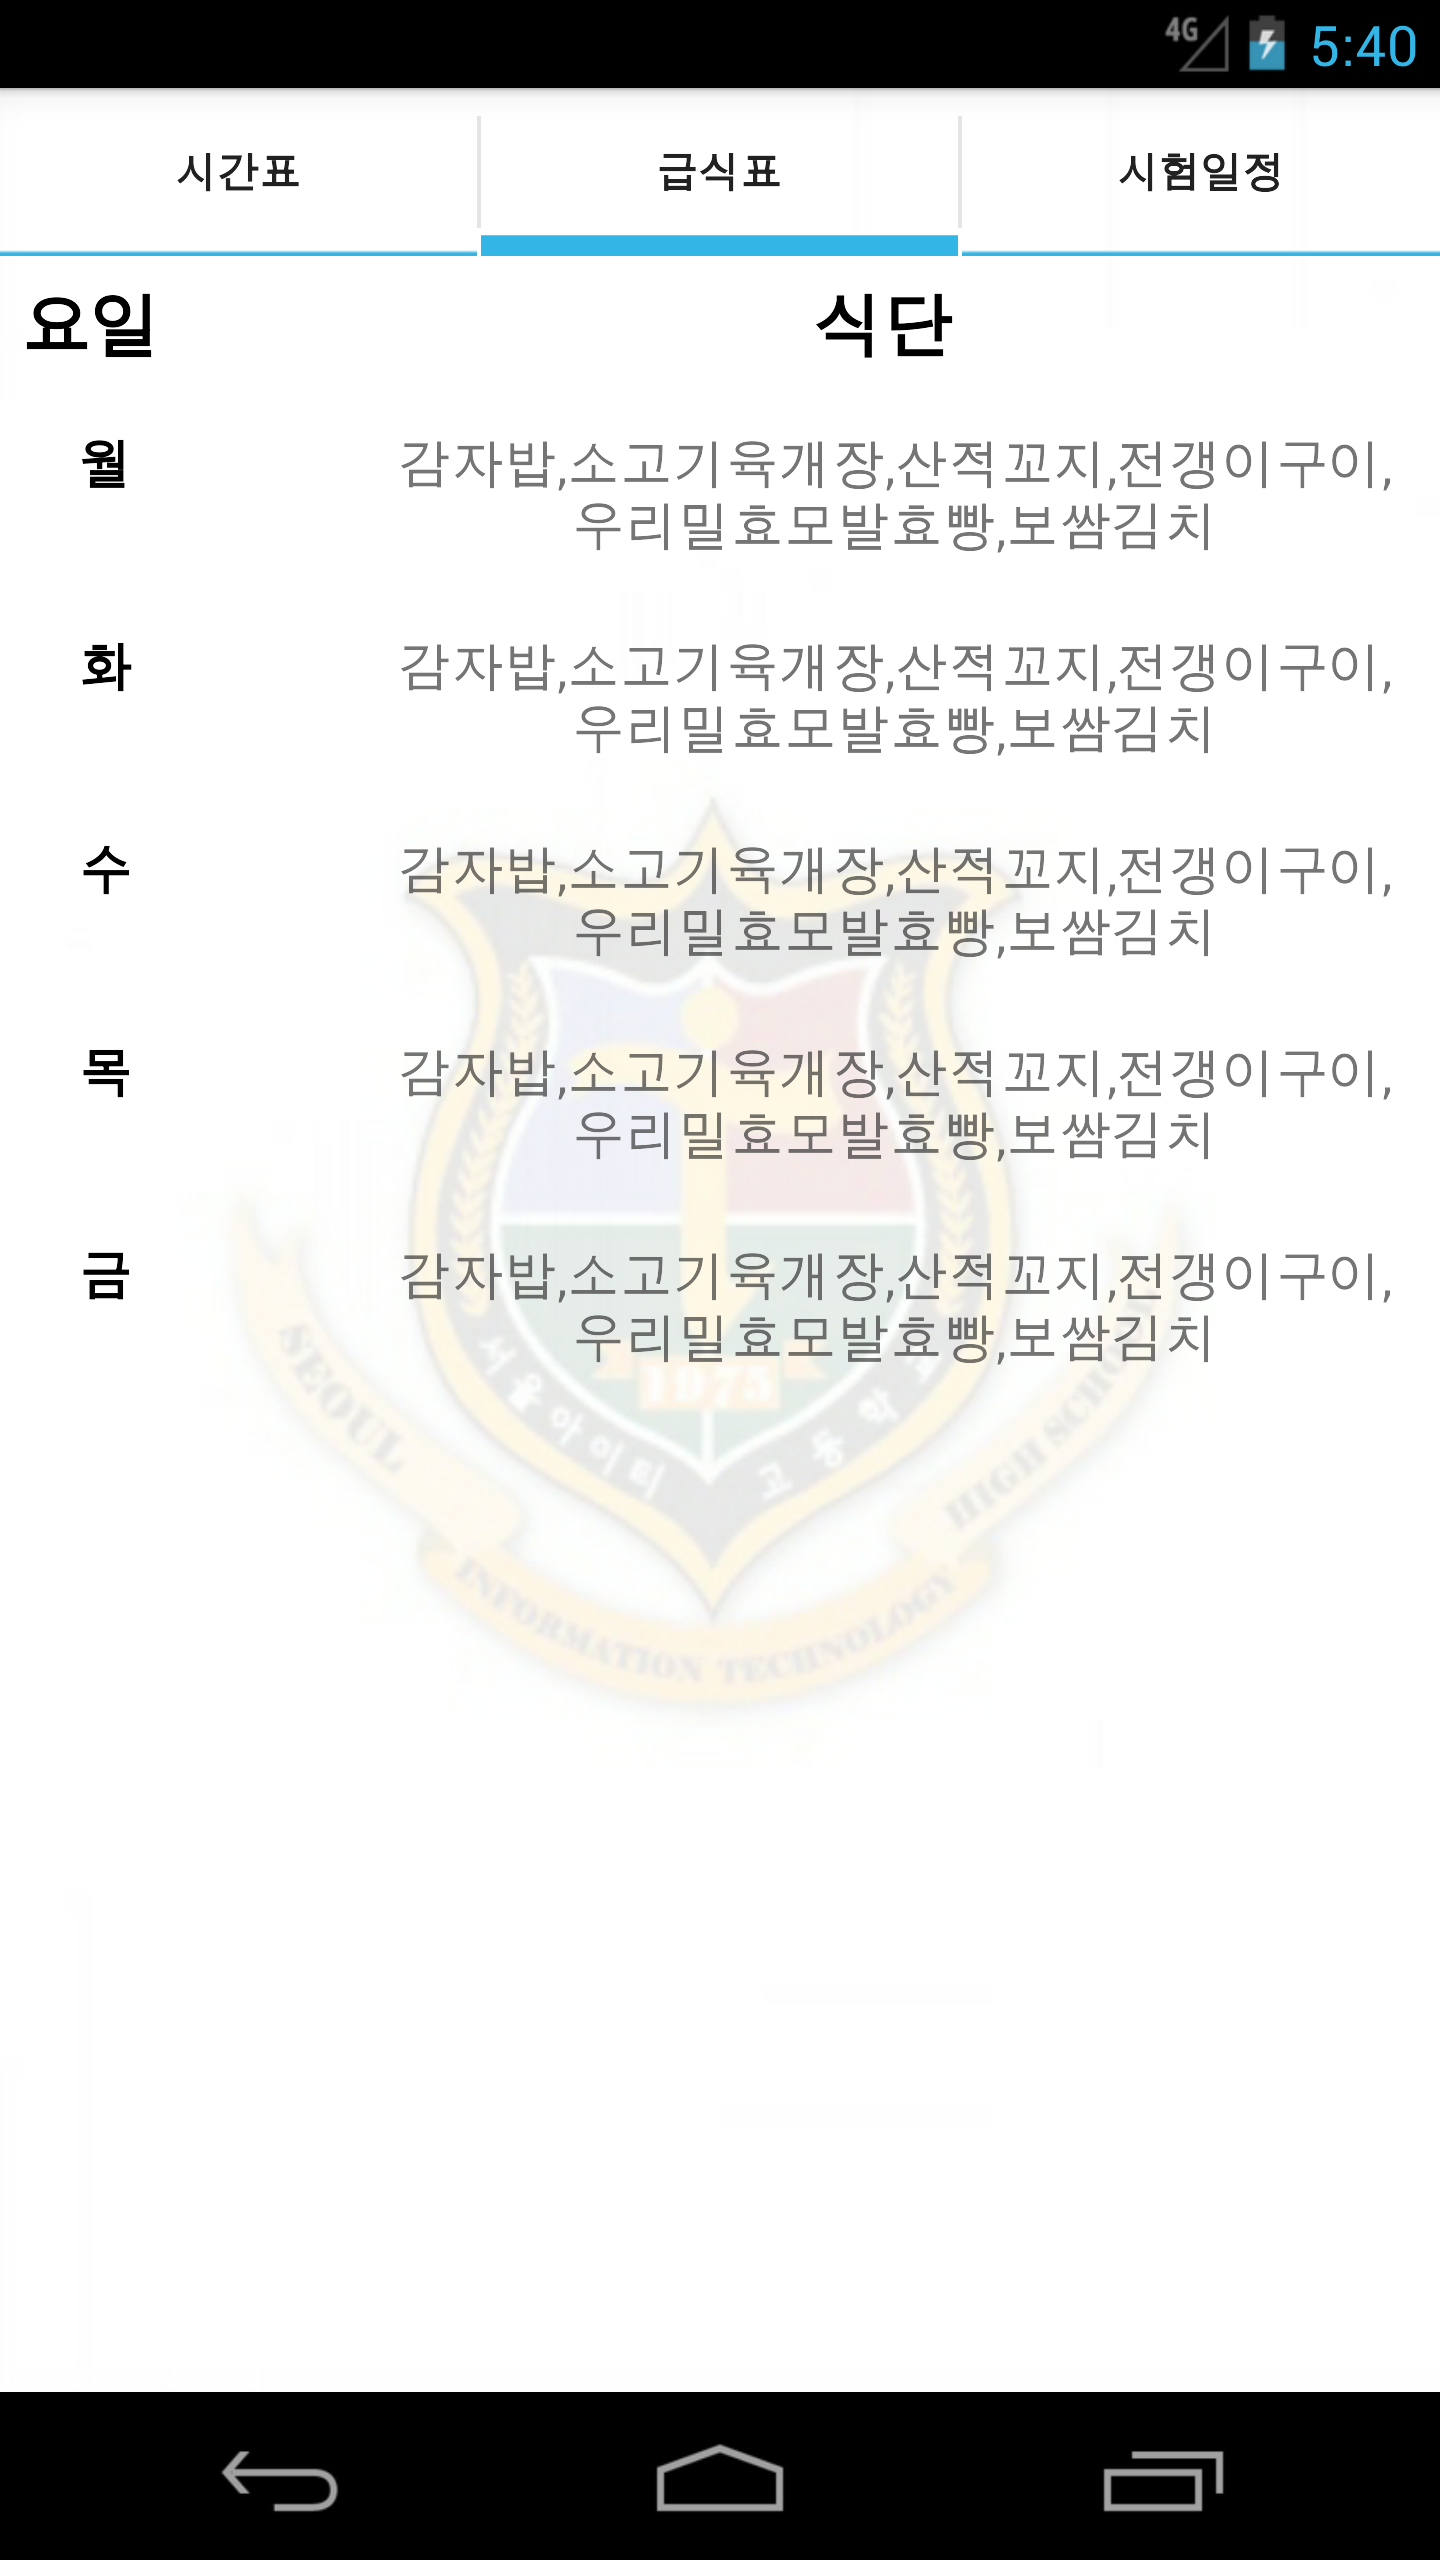 4G 5:40
시간표 급식표 시험일정
요일 식단
월 감자밥,소고기육개장,산적꼬지,전갱이구이,
우리밀효모발효빵,보쌈김치
화 감자밥,소고기육개장,산적꼬지,전갱이구이,
우리밀효모발효빵,보쌈김치
수 감자밥,소고기육개장,산적꼬지,전갱이구이,
우리밀효모발효빵,보쌈김치
목 감자밥,소고기육개장,산적꼬지,전갱이구이,
우리밀효모발효빵,보쌈김치
금 감자밥,소고기육개장,산적꼬지,전갱이구이,
우리밀효모발효빵,보쌈김치
1975
서울아이티 고등학교
SEOUL
INFORMATION TECHNOLOGY
HIGH SCHOOL